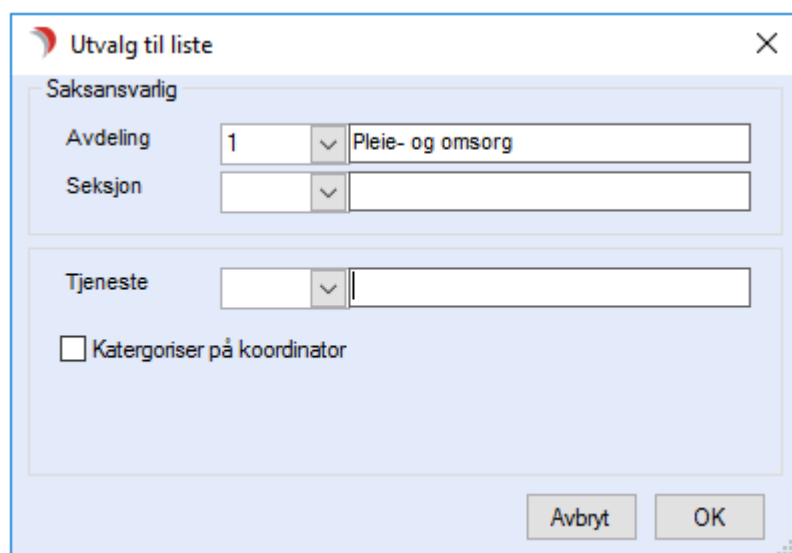 Utvalg til liste
Saksansvarlig
Avdeling 1 Pleie- og omsorg
Seksjon
Tjeneste
Katergoriser på koordinator
Avbryt OK